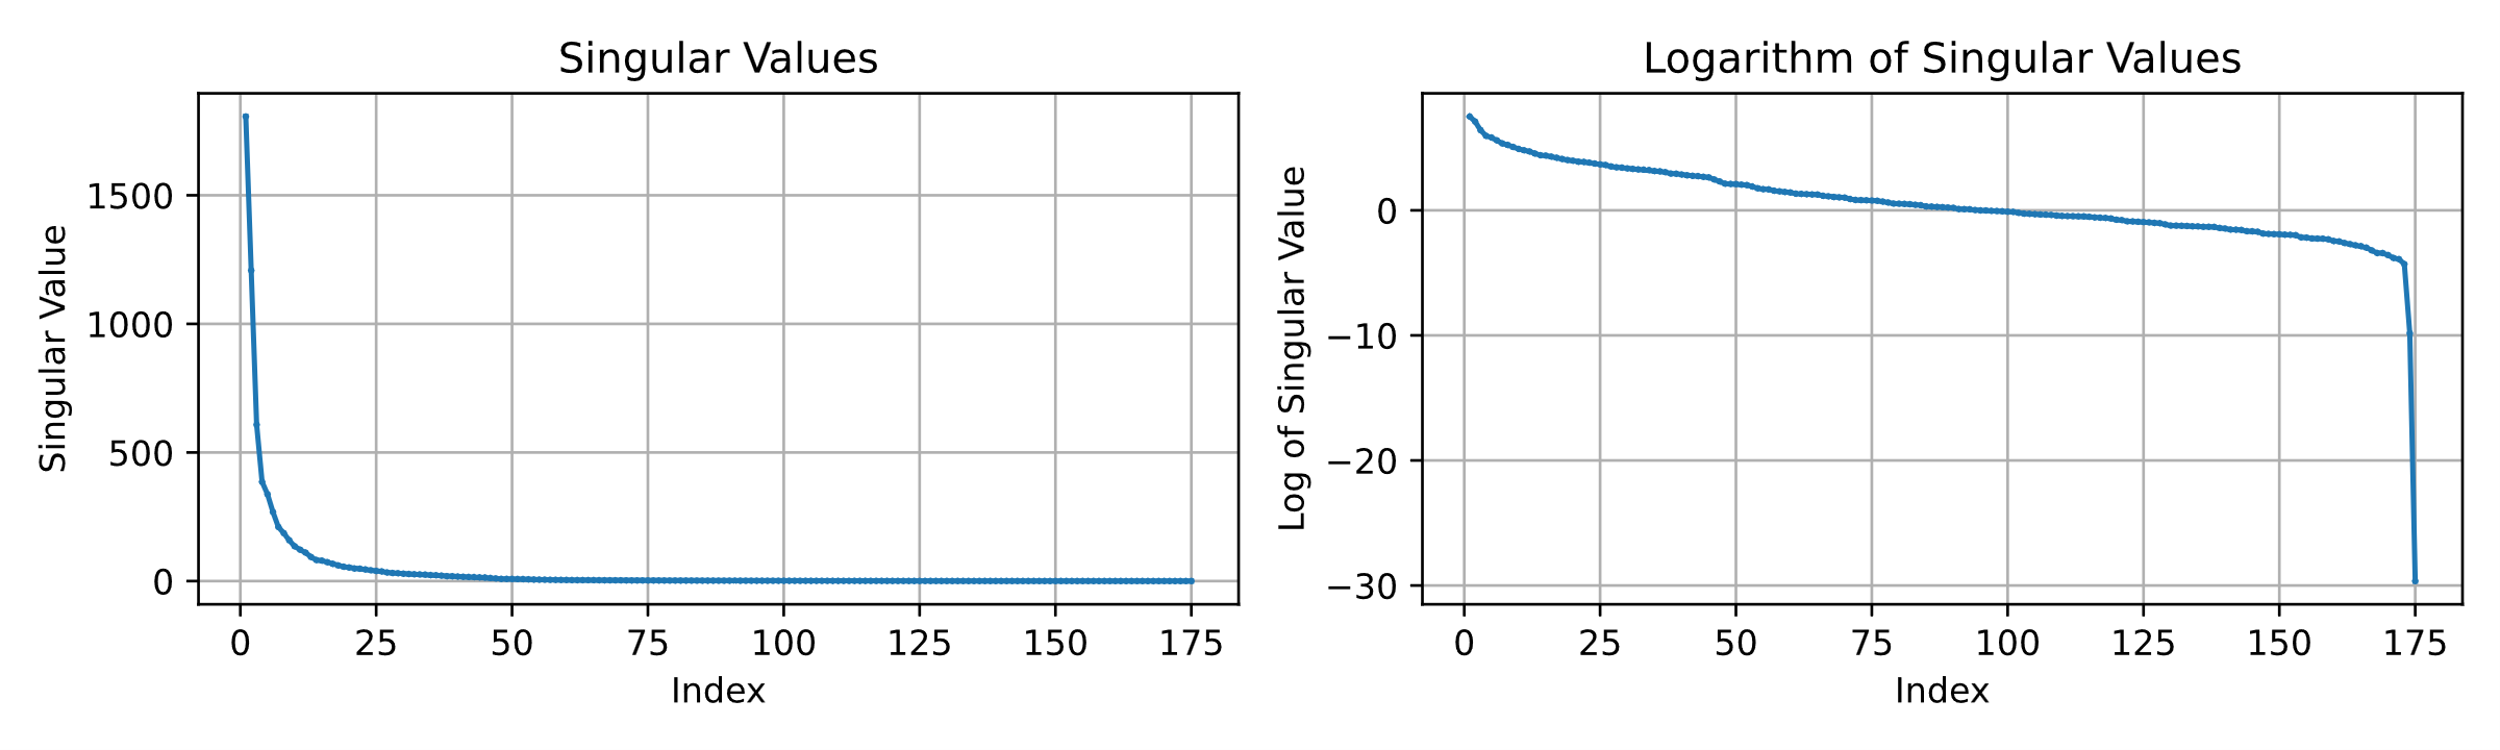 Singular Values
Singular Value
1500
1000
500
0
0 25 50 75 100 125 150 175
Index
Logarithm of Singular Values
Log of Singular Value
0
−10
−20
−30
0 25 50 75 100 125 150 175
Index